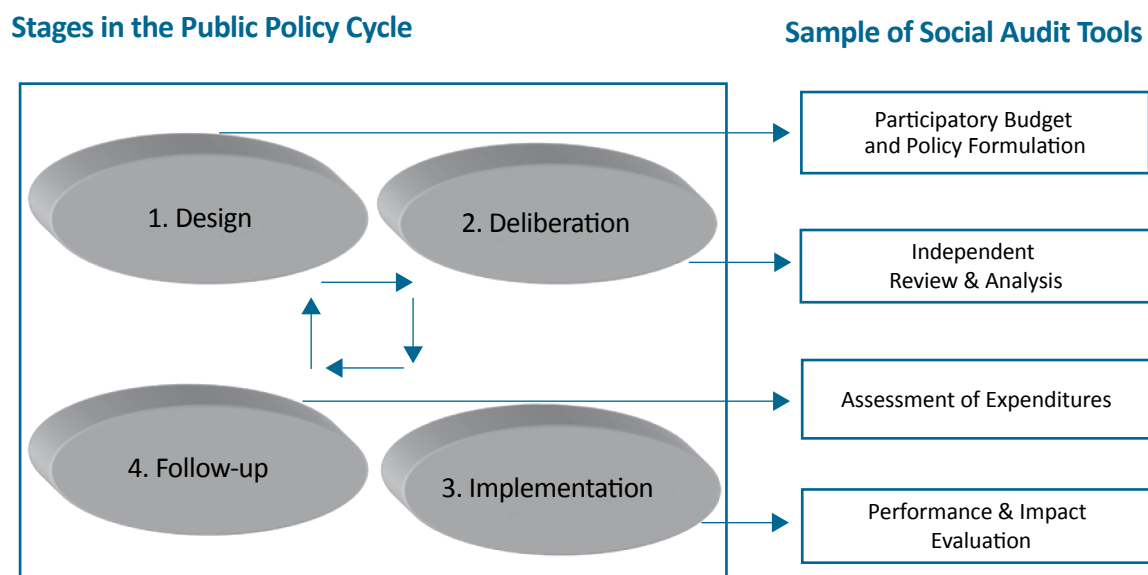 Stages in the Public Policy Cycle
Sample of Social Audit Tools
1. Design
2. Deliberation
4. Follow-up
3. Implementation
Participatory Budget
and Policy Formulation
Independent
Review & Analysis
Assessment of Expenditures
Performance & Impact
Evaluation